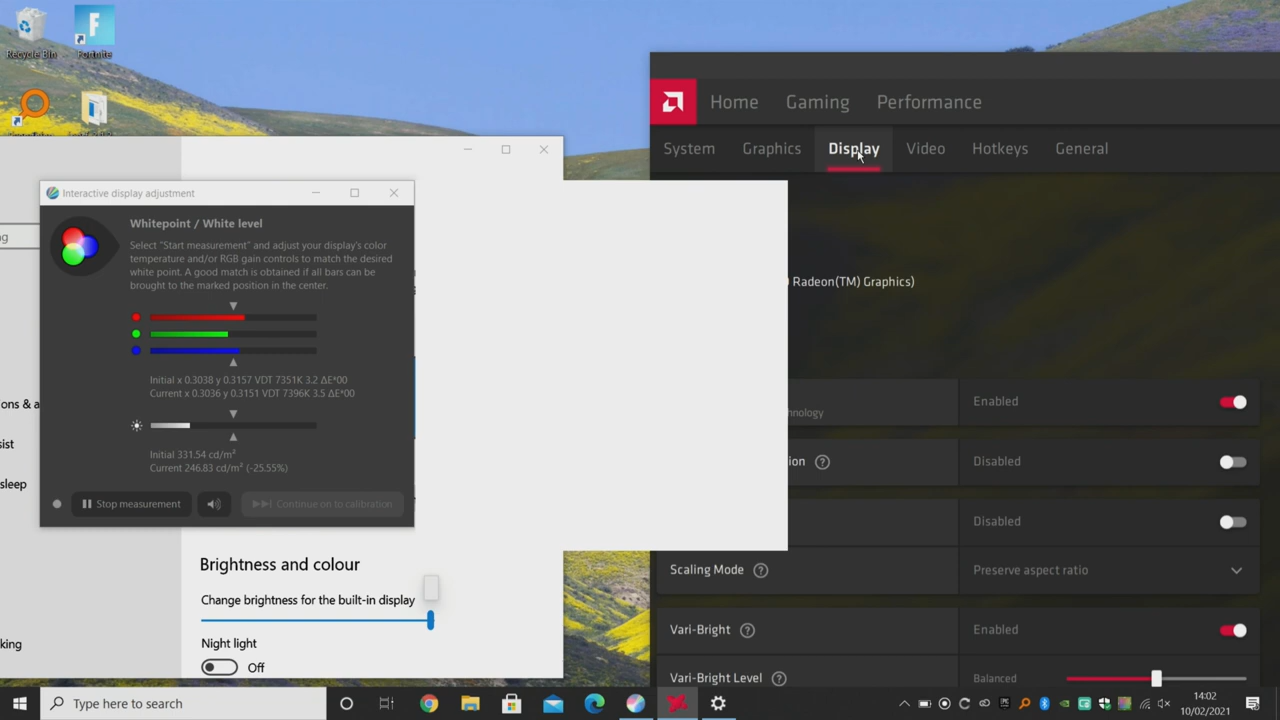 Recycle Bin
Fortnite
Home Gaming Performance
System Graphics Display Video Hotkeys General
ng
Interactive display adjustment
Whitepoint / White level
Select "Start measurement" and adjust your display's color
temperature and/or RGB gain controls to match the desired
white point. A good match is obtained if all bars can be
brought to the marked position in the center.
Initial x 0.3038 y 0.3157 VDT 7351K 3.2 ΔE*00
Current x 0.3036 y 0.3151 VDT 7396K 3.5 ΔE*00
Initial 331.54 cd/m²
Current 246.83 cd/m² (-25.55%)
Stop measurement
Continue on to calibration
ons & a
sist
sleep
king
Brightness and colour
Change brightness for the built-in display
Night light
Off
Radeon(TM) Graphics)
hnology
Enabled
ion ? Disabled
Disabled
Scaling Mode ? Preserve aspect ratio
Vari-Bright ? Enabled
Vari-Bright Level ? Balanced
Type here to search
14:02
10/02/2021